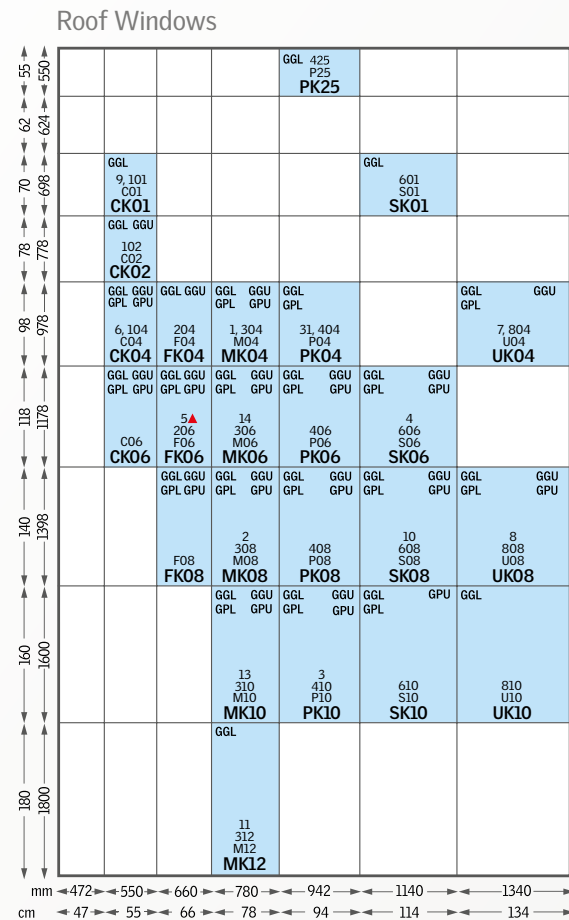 Roof Windows
55 550
GGL 425
P25
PK25
62 624
70 698
GGL
9, 101
C01
CK01
GGL
601
S01
SK01
78 778
GGL GGU
102
C02
CK02
98 978
GGL GGU
GPL GPU
6, 104
C04
CK04
GGL GGU
204
F04
FK04
GGL GGU
GPL GPU
1, 304
M04
MK04
GGL
GPL
31, 404
P04
PK04
GGL GGU
GPL
7, 804
U04
UK04
118 1178
GGL GGU
GPL GPU
C06
CK06
GGL GGU
GPL GPU
5▲
206
F06
FK06
GGL GGU
GPL GPU
14
306
M06
MK06
GGL GGU
GPL GPU
406
P06
PK06
GGL GGU
GPL GPU
4
606
S06
SK06
140 1398
GGL GGU
GPL GPU
F08
FK08
GGL GGU
GPL GPU
2
308
M08
MK08
GGL GGU
GPL GPU
408
P08
PK08
GGL GGU
GPL GPU
10
608
S08
SK08
GGL GGU
GPL GPU
8
808
U08
UK08
160 1600
GGL GGU
GPL GPU
13
310
M10
MK10
GGL GGU
GPL GPU
3
410
P10
PK10
GGL GPU
GPL
610
S10
SK10
GGL
810
U10
UK10
180 1800
GGL
11
312
M12
MK12
mm 472 550 660 780 942 1140 1340
cm 47 55 66 78 94 114 134